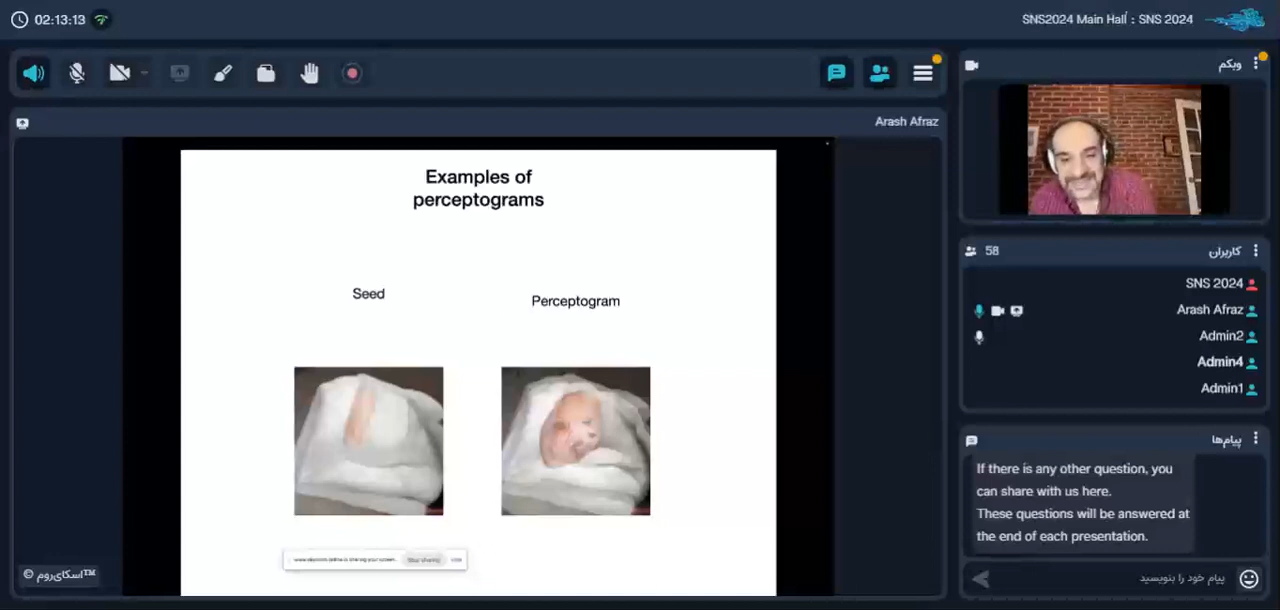 02:13:13
SNS2024 Main Hall : SNS 2024
Arash Afraz
Examples of
perceptograms
Seed
Perceptogram
Stop sharing
اسکای‌روم™ ©
وبکم
58
کاربران
SNS 2024
Arash Afraz
Admin2
Admin4
Admin1
پیام‌ها
If there is any other question, you
can share with us here.
These questions will be answered at
the end of each presentation.
پیام خود را بنویسید